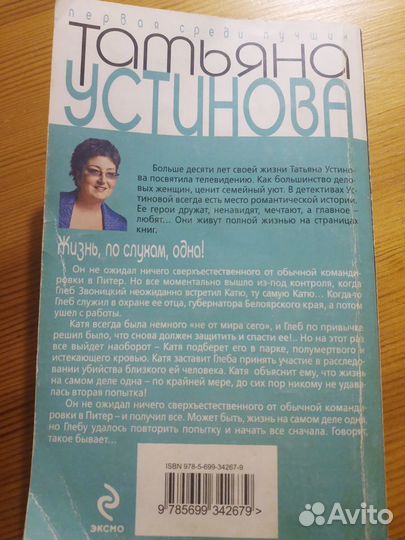 первая среди лучших
ТАТЬЯНА
УСТИНОВА
Больше десяти лет своей жизни Татьяна Устино-
ва посвятила телевидению. Как большинство дело-
вых женщин, ценит семейный уют. В детективах Ус-
тиновой всегда есть место романтической истории.
Ее герои дружат, ненавидят, мечтают, а главное –
любят... Они живут полной жизнью на страницах
книг.
Жизнь, по слухам, одна!
Он не ожидал ничего сверхъестественного от обычной команди-
ровки в Питер. Но все моментально вышло из-под контроля, когда
Глеб Звоницкий неожиданно встретил Катю, ту самую Катю... Когда-то
Глеб служил в охране ее отца, губернатора Белоярского края, а потом
ушел с работы.
Катя всегда была немного «не от мира сего», и Глеб по привычке
решил было, что снова должен защитить и спасти ее!.. Но на этот раз
все выйдет наоборот – Катя подберет его в парке, полумертвого и
истекающего кровью. Катя заставит Глеба принять участие в расследо-
вании убийства близкого ей человека. Катя объяснит ему, что жизнь
на самом деле одна – по крайней мере, до сих пор никому не удава-
лась вторая попытка!
Он не ожидал ничего сверхъестественного от обычной команди-
ровки в Питер – и получил все. Может быть, жизнь на самом деле одна,
но Глебу удалось повторить попытку и начать все сначала. Говорят,
такое бывает...
ISBN 978-5-699-34267-9
9 785699 342679 >
ЭКСМО
Avito